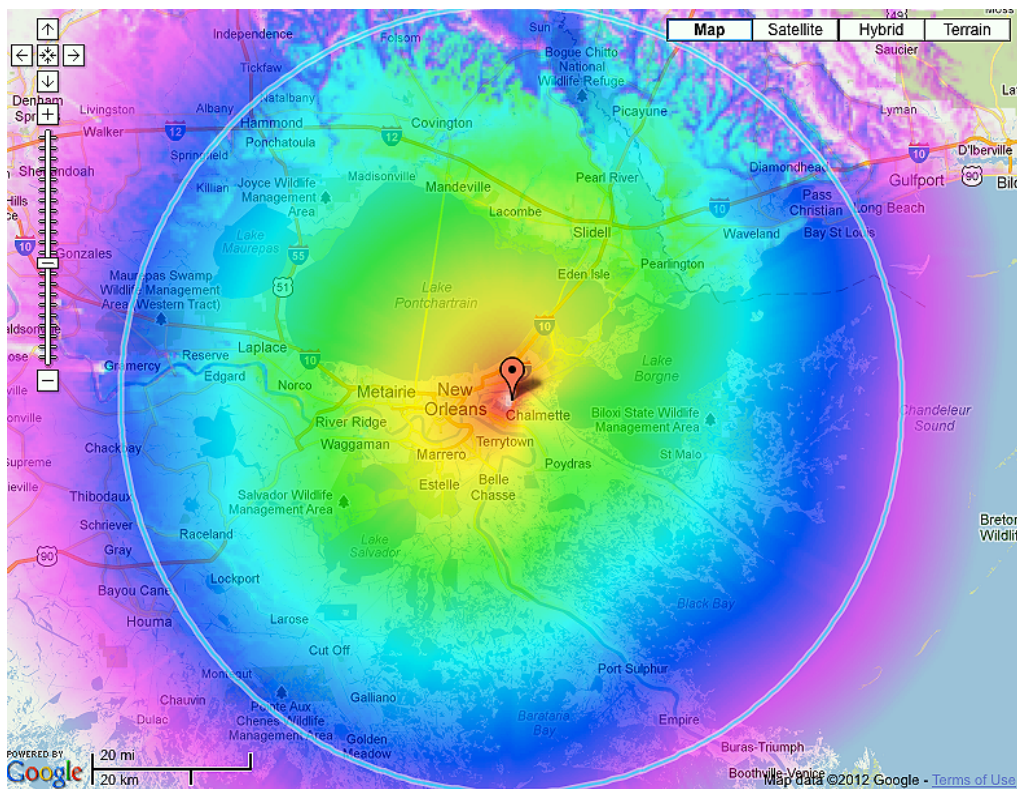 Independence
Folsom
Sun
Map
Satellite
Hybrid
Terrain
Bogue Chitto
National
Wildlife Refuge
Saucier
Tickfaw
Denham
Livingston
Albany
Natalbany
Picayune
Lyman
Walker
12
Hammond
12
Covington
Ponchatoula
Springfield
10
D'Iberville
90
Gulfport
Diamondhead
Madisonville
Mandeville
Pearl River
Killian
Joyce Wildlife
Management
Area
Pass
Christian
Long Beach
Lacombe
10
Slidell
Waveland
Bay St Louis
Lake
Maurepas
10
Gonzales
55
Eden Isle
Pearlington
Maurepas Swamp
Wildlife Management
Area (Western Tract)
51
Lake
Pontchartrain
10
Laplace
10
Reserve
Gramercy
Edgard
Norco
Lake
Borgne
Metairie
New
Orleans
Chalmette
River Ridge
Biloxi State Wildlife
Management Area
Chandeleur
Sound
Waggaman
Terrytown
Marrero
St Malo
Poydras
Chackbay
Supreme
Estelle
Belle
Chasse
Thibodaux
Salvador Wildlife
Management Area
Schriever
Raceland
Gray
Lake
Salvador
90
Lockport
Bayou Cane
Houma
Larose
Black Bay
Cut Off
Port Sulphur
Montegut
Galliano
Chauvin
Dulac
Pointe Aux
Chenes Wildlife
Management Area
Golden
Meadow
Barataria
Bay
Empire
Buras-Triumph
Boothville-Venice
POWERED BY
Google
20 mi
20 km
Map data ©2012 Google - Terms of Use